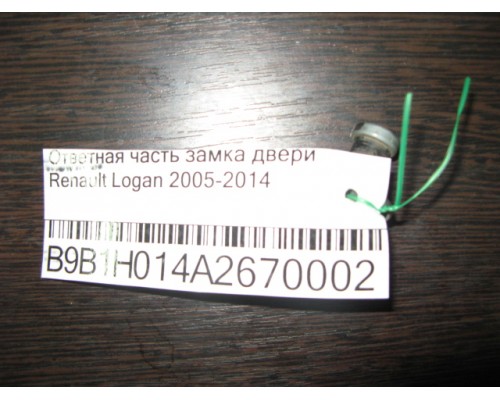 Ответная часть замка двери
Renault Logan 2005-2014
B9B1H014A2670002